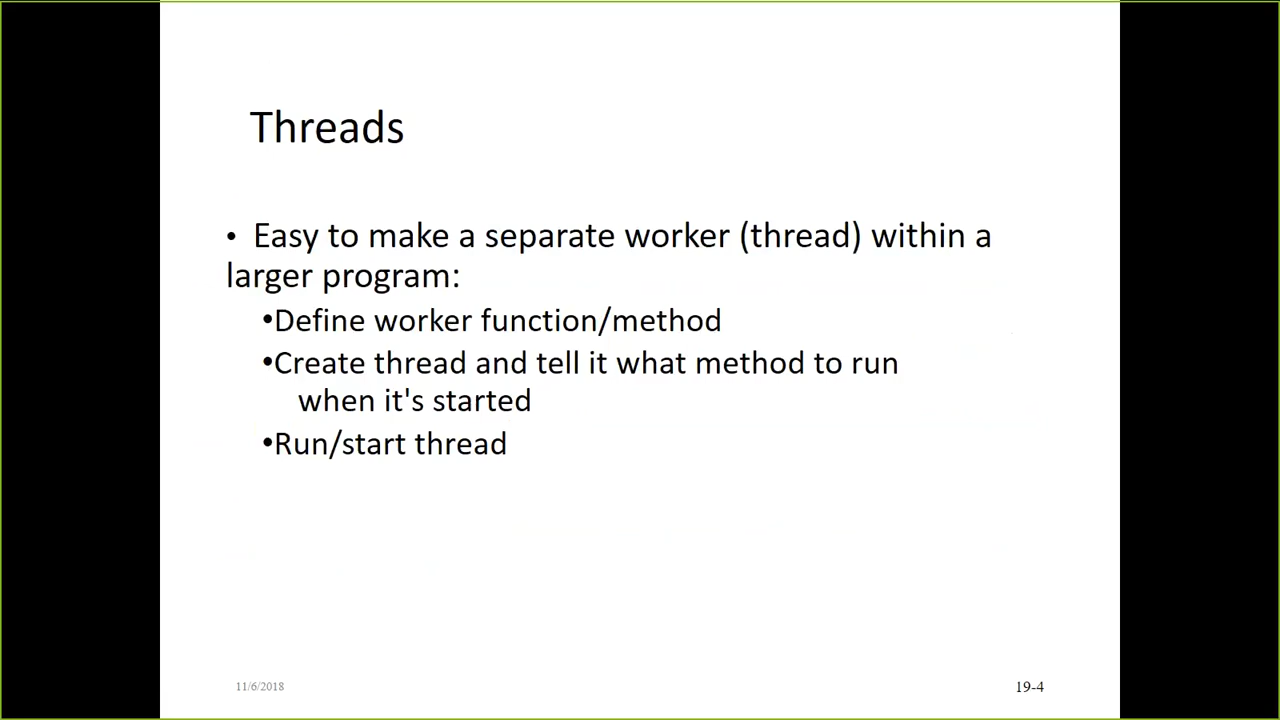 Threads
• Easy to make a separate worker (thread) within a
larger program:
•Define worker function/method
•Create thread and tell it what method to run
when it's started
•Run/start thread
11/6/2018
19-4